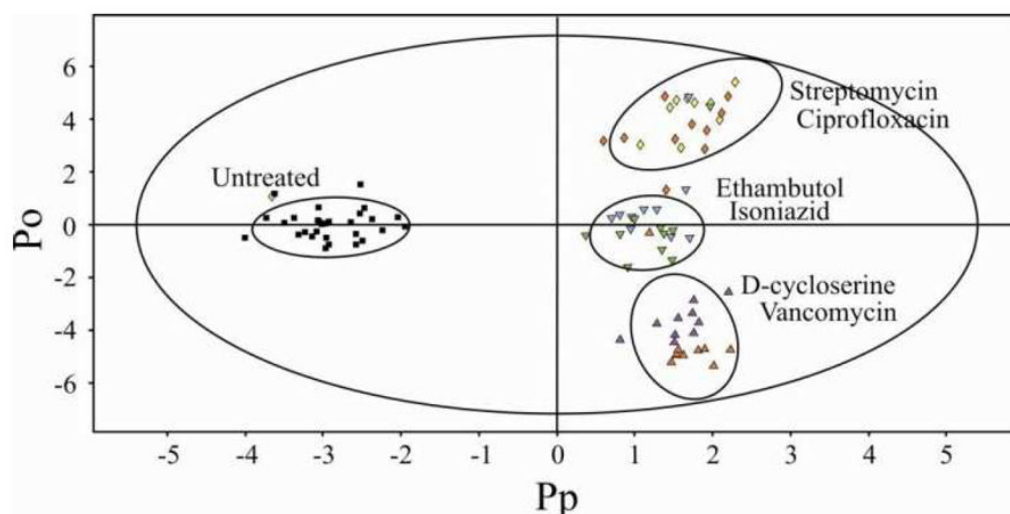 6
Streptomycin
4
Ciprofloxacin
Untreated
2
Ethambutol
Isoniazid
Po
0
-2
D-cycloserine
Vancomycin
-4
-6
-5 -4 -3 -2 -1 0 1 2 3 4 5
Pp